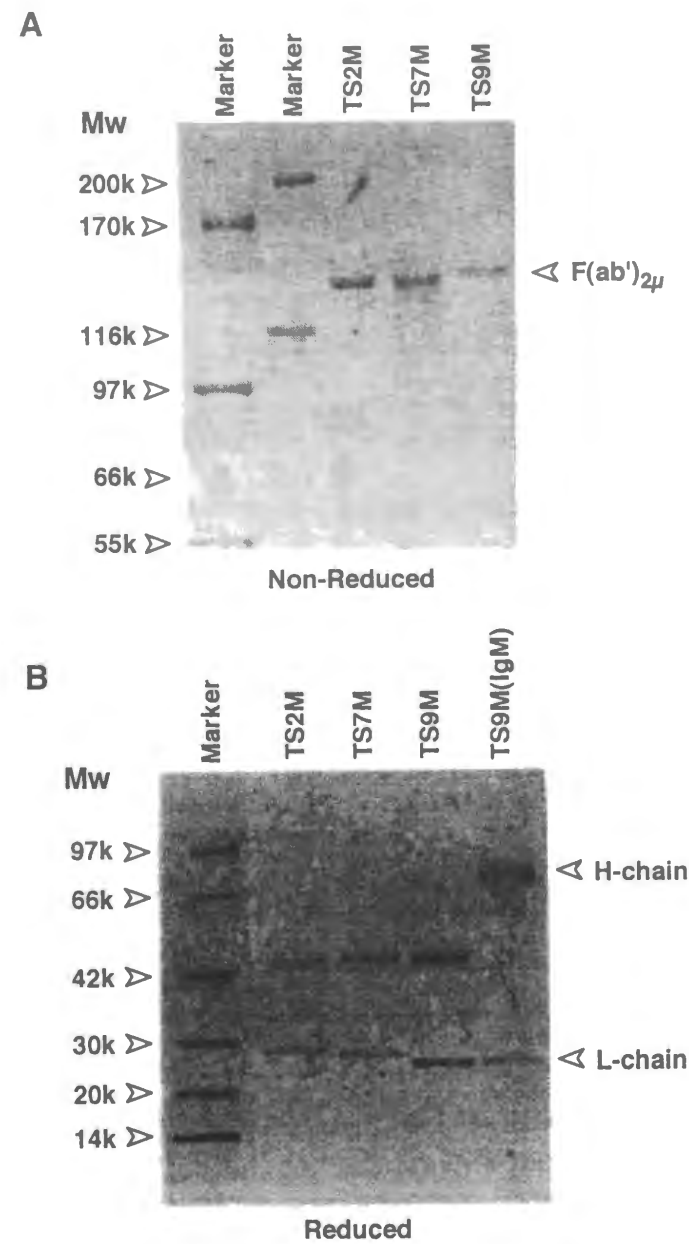 A
Marker
Marker
TS2M
TS7M
TS9M
Mw
200k
170k
F(ab')2μ
116k
97k
66k
55k
Non-Reduced
B
Marker
TS2M
TS7M
TS9M
TS9M(IgM)
Mw
97k
H-chain
66k
42k
30k
L-chain
20k
14k
Reduced